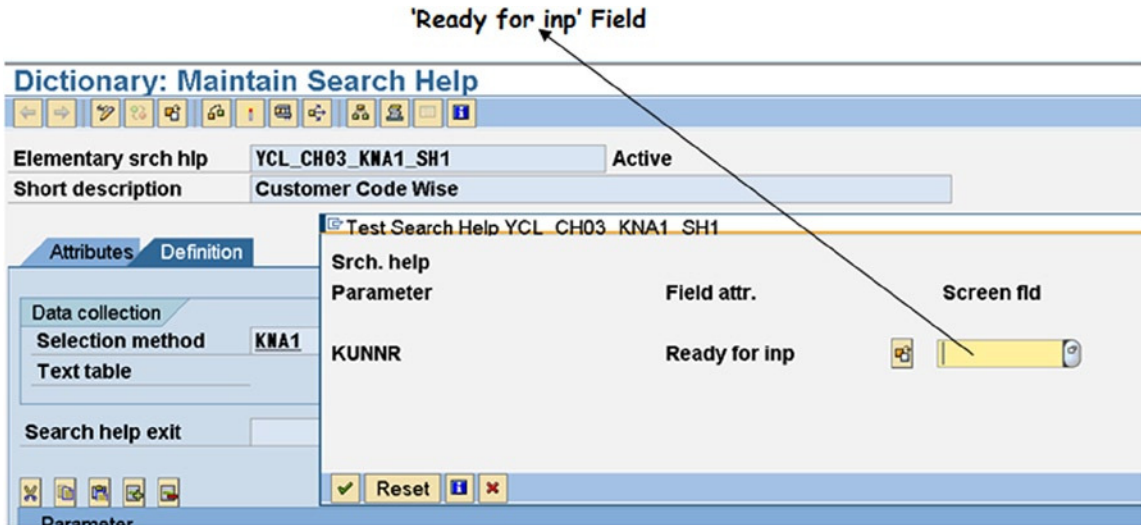 'Ready for inp' Field
Dictionary: Maintain Search Help
Elementary srch hlp YCL_CH03_KNA1_SH1 Active
Short description Customer Code Wise
Attributes Definition
Data collection
Selection method KNA1
Text table
Search help exit
Parameter
Test Search Help YCL_CH03_KNA1_SH1
Srch. help
Parameter Field attr. Screen fld
KUNNR Ready for inp
Reset